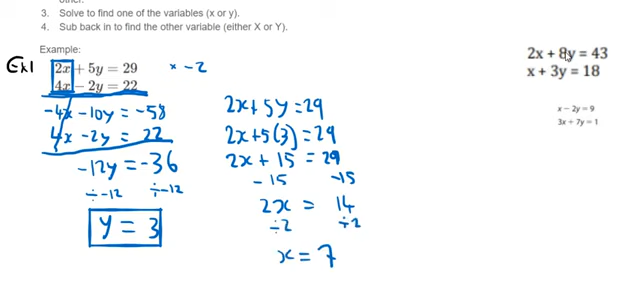 3. Solve to find one of the variables (x or y).
4. Sub back in to find the other variable (either X or Y).
Example:
Ex1
2x + 5y = 29 × -2
4x - 2y = 22
-4x - 10y = -58
4x - 2y = 22
-12y = -36
÷-12 ÷-12
y = 3
2x + 5y = 29
2x + 5(3) = 29
2x + 15 = 29
-15 -15
2x = 14
÷2 ÷2
x = 7
2x + 8y = 43
x + 3y = 18
x - 2y = 9
3x + 7y = 1